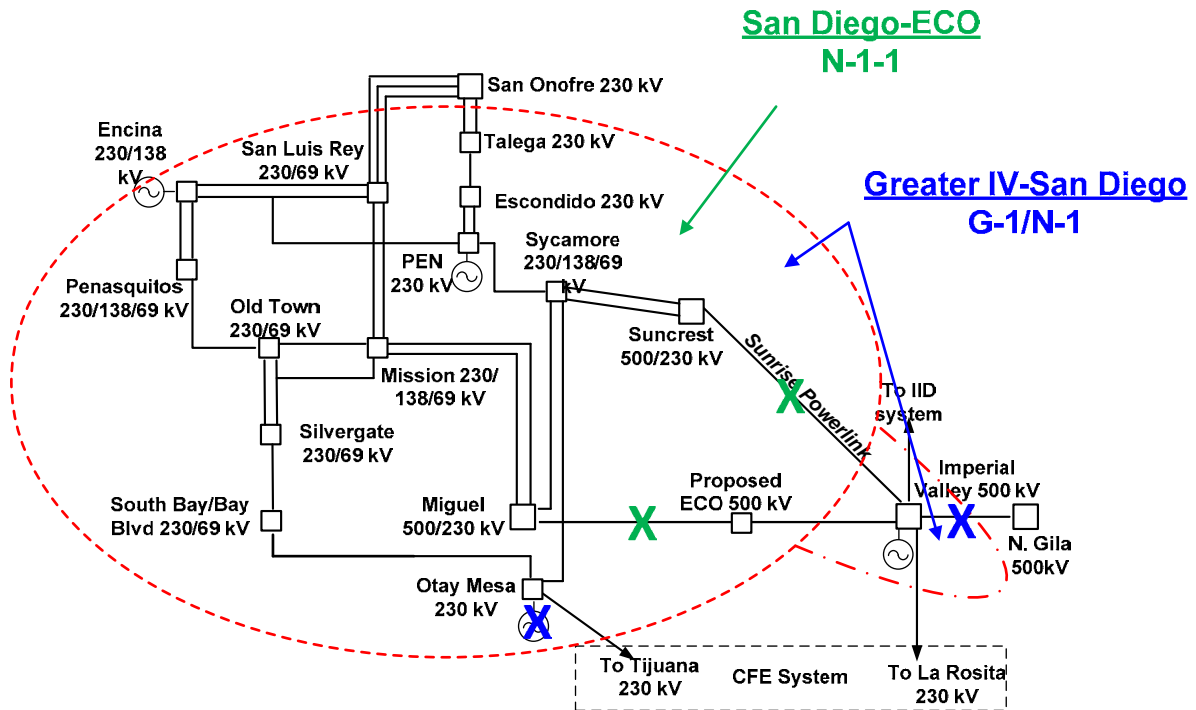 San Diego-ECO
N-1-1
San Onofre 230 kV
Encina
230/138
kV
San Luis Rey
230/69 kV
Talega 230 kV
Greater IV-San Diego
G-1/N-1
Escondido 230 kV
Sycamore
230/138/69
kV
PEN
230 kV
Penasquitos
230/138/69 kV
Old Town
230/69 kV
Suncrest
500/230 kV
Sunrise Powerlink
Mission 230/
138/69 kV
To IID
system
Silvergate
230/69 kV
Imperial
Valley 500 kV
Proposed
ECO 500 kV
South Bay/Bay
Blvd 230/69 kV
Miguel
500/230 kV
X
X
X
N. Gila
500kV
Otay Mesa
230 kV
X
To Tijuana
230 kV
CFE System
To La Rosita
230 kV